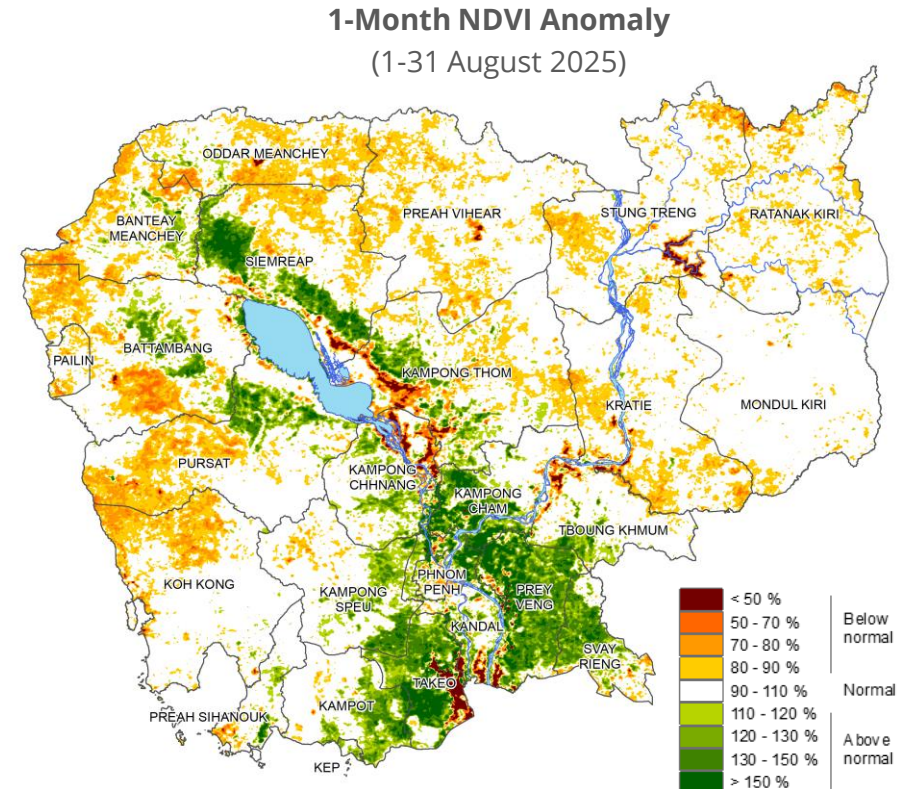 1-Month NDVI Anomaly
(1-31 August 2025)
ODDAR MEANCHEY
PREAH VIHEAR
STUNG TRENG
RATANAK KIRI
BANTEAY
MEANCHEY
SIEMREAP
PAILIN
BATTAMBANG
KAMPONG THOM
KRATIE
MONDUL KIRI
PURSAT
KAMPONG
CHHNANG
KAMPONG
CHAM
TBOUNG KHMUM
KOH KONG
KAMPONG
SPEU
PHNOM
PENH
PREY
VENG
KANDAL
SVAY
RIENG
TAKEO
PREAH SIHANOUK
KAMPOT
KEP
< 50 %
50 - 70 %
70 - 80 %
80 - 90 %
Below
normal
90 - 110 %
Normal
110 - 120 %
120 - 130 %
130 - 150 %
> 150 %
Above
normal